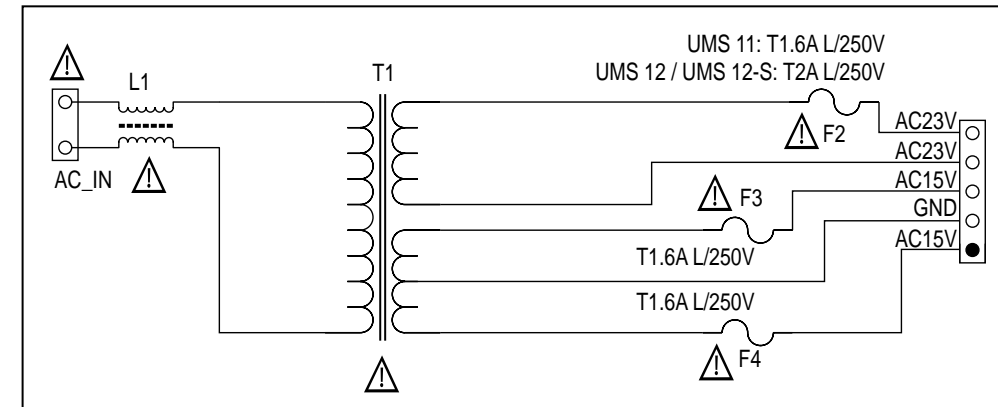 UMS 11: T1.6A L/250V
UMS 12 / UMS 12-S: T2A L/250V
L1
T1
F2
AC23V
AC23V
AC_IN
F3
AC15V
GND
T1.6A L/250V
AC15V
T1.6A L/250V
F4